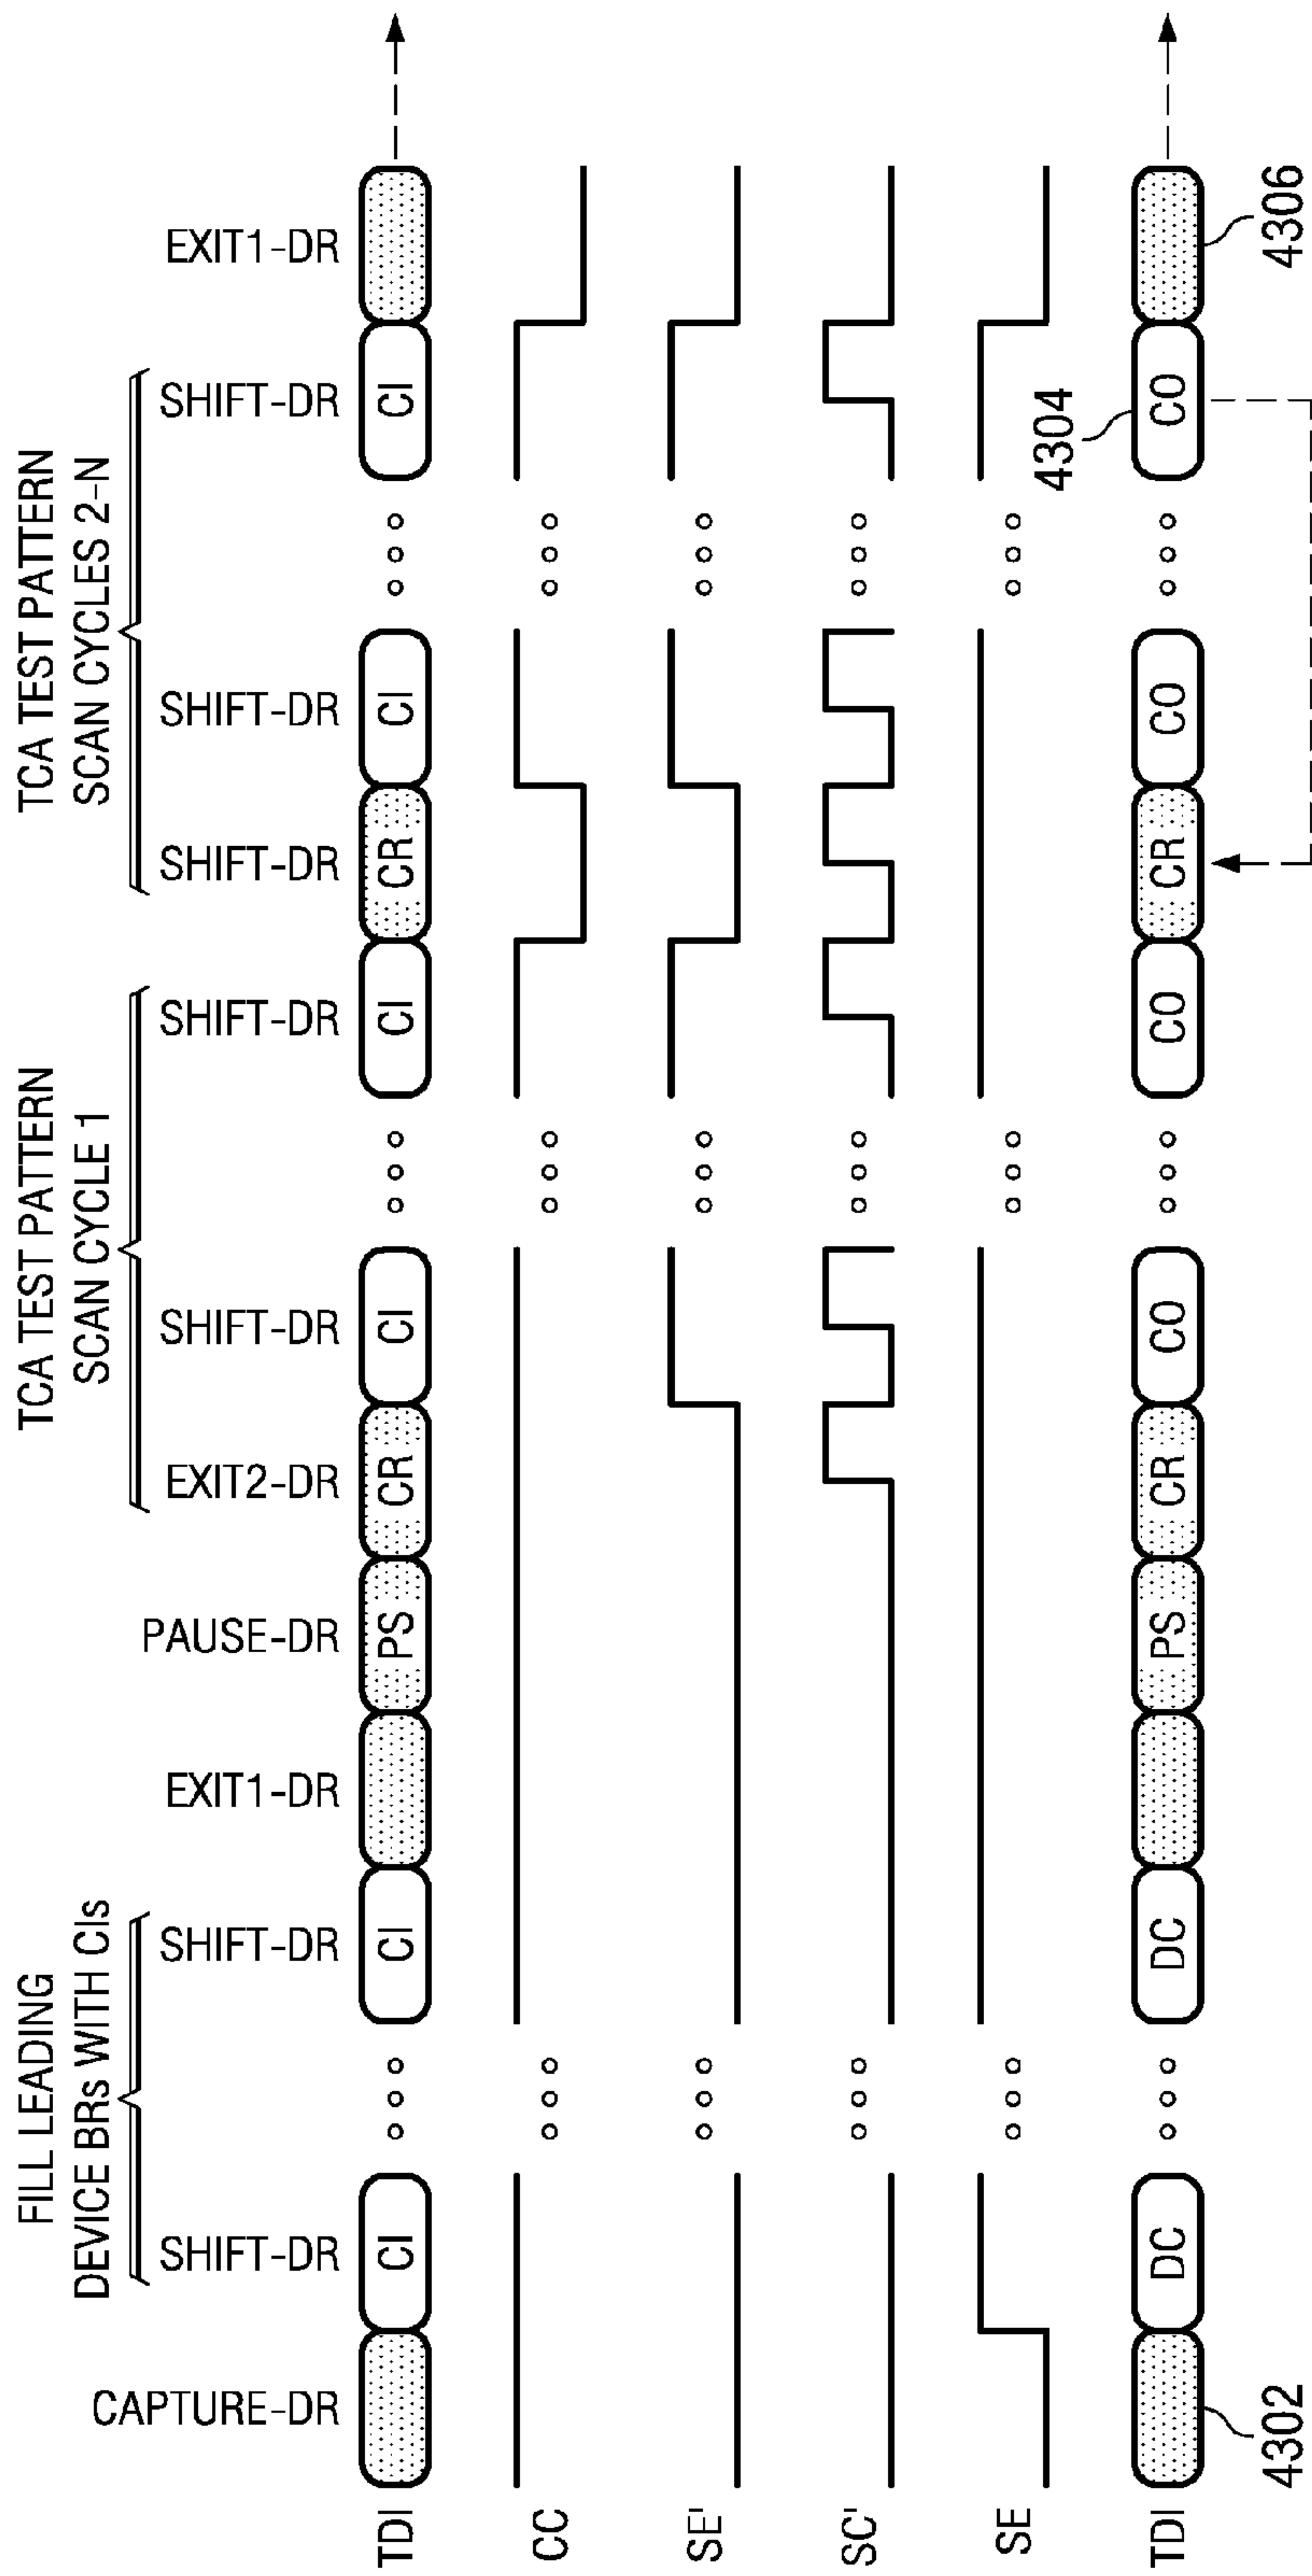 FILL LEADING
DEVICE BRs WITH CIs
TCA TEST PATTERN
SCAN CYCLE 1
TCA TEST PATTERN
SCAN CYCLES 2-N
CAPTURE-DR
SHIFT-DR
SHIFT-DR
EXIT1-DR
PAUSE-DR
EXIT2-DR
SHIFT-DR
SHIFT-DR
SHIFT-DR
SHIFT-DR
SHIFT-DR
EXIT1-DR
TDI CI CI PS CR CI CI CR CI CI
CC
SE'
SC'
SE
4304
TDI DC DC PS CR CO CO CR CO CO
4302
4306